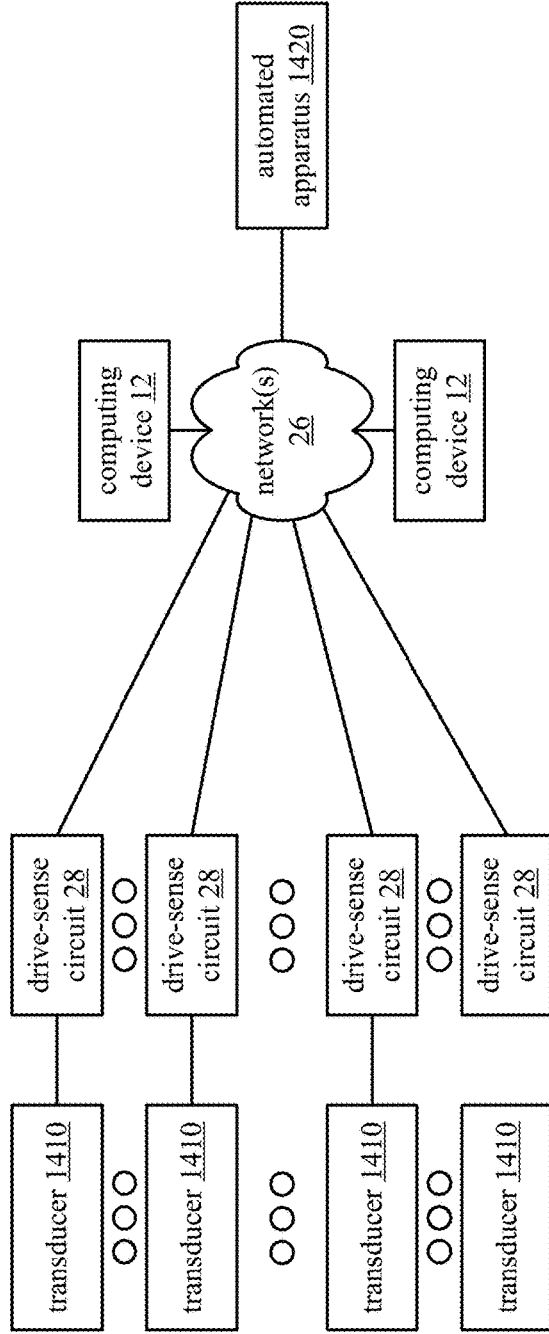 transducer 1410
transducer 1410
transducer 1410
transducer 1410
drive-sense
circuit 28
drive-sense
circuit 28
drive-sense
circuit 28
drive-sense
circuit 28
computing
device 12
network(s)
26
computing
device 12
automated
apparatus 1420